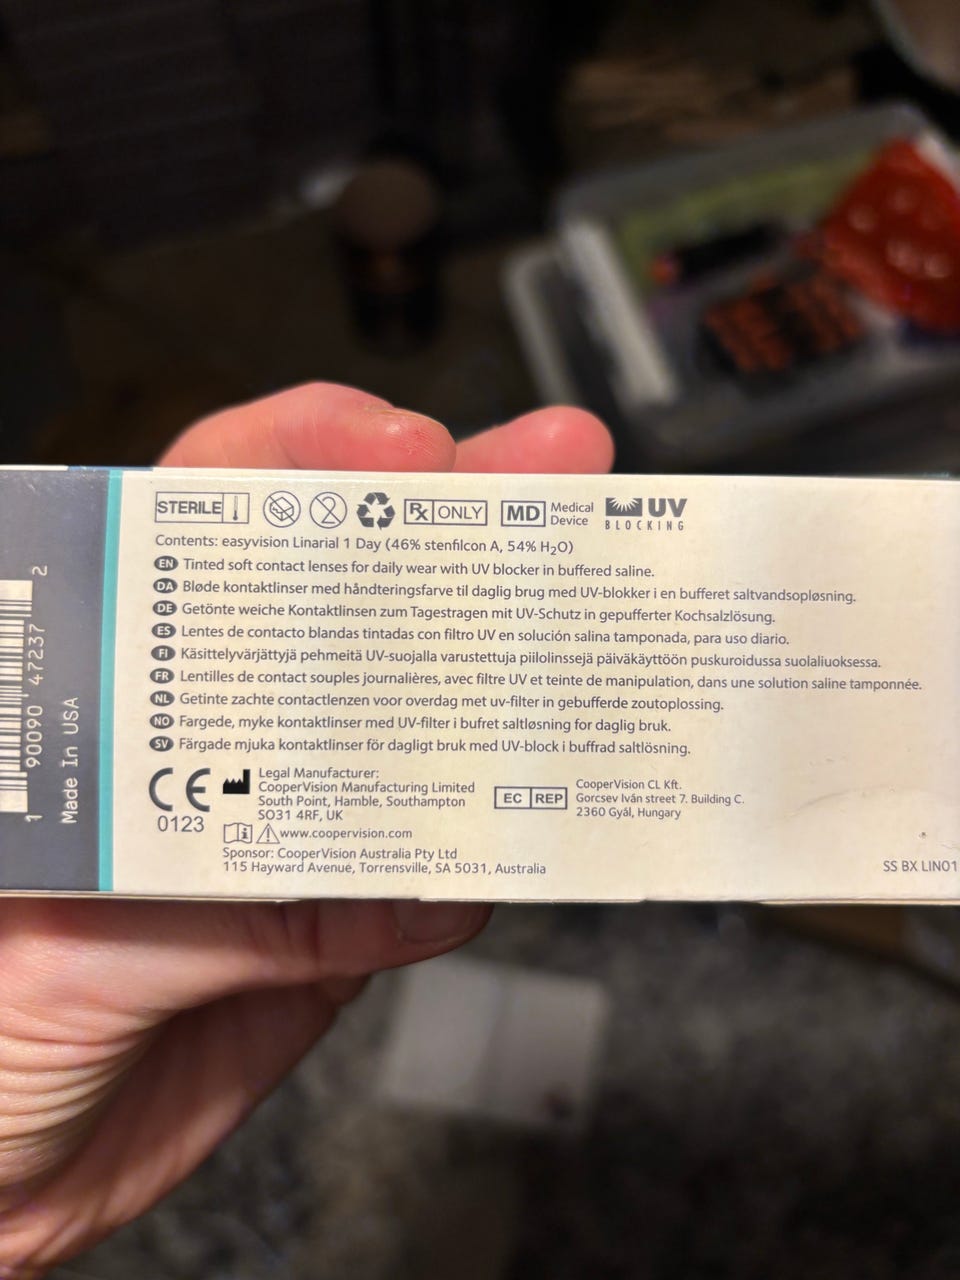 STERILE 2 Rx ONLY MD Medical Device UV BLOCKING
Contents: easyvision Linarial 1 Day (46% stenfilcon A, 54% H₂O)
EN Tinted soft contact lenses for daily wear with UV blocker in buffered saline.
DA Bløde kontaktlinser med håndteringsfarve til daglig brug med UV-blokker i en bufferet saltvandsopløsning.
DE Getönte weiche Kontaktlinsen zum Tagestragen mit UV-Schutz in gepufferter Kochsalzlösung.
ES Lentes de contacto blandas tintadas con filtro UV en solución salina tamponada, para uso diario.
FI Käsittelyvärjättyjä pehmeitä UV-suojalla varustettuja piilolinssejä päiväkäyttöön puskuroidussa suolaliuoksessa.
FR Lentilles de contact souples journalières, avec filtre UV et teinte de manipulation, dans une solution saline tamponnée.
NL Getinte zachte contactlenzen voor overdag met uv-filter in gebufferde zoutoplossing.
NO Fargede, myke kontaktlinser med UV-filter i bufret saltløsning for daglig bruk.
SV Färgade mjuka kontaktlinser för dagligt bruk med UV-block i buffrad saltlösning.
CE 0123
Legal Manufacturer:
CooperVision Manufacturing Limited
South Point, Hamble, Southampton
SO31 4RF, UK
www.coopervision.com
Sponsor: CooperVision Australia Pty Ltd
115 Hayward Avenue, Torrensville, SA 5031, Australia
EC REP
CooperVision CL Kft.
Gorcsev Iván street 7. Building C.
2360 Gyál, Hungary
SS BX LIN01
1 90090 47237 2
Made In USA